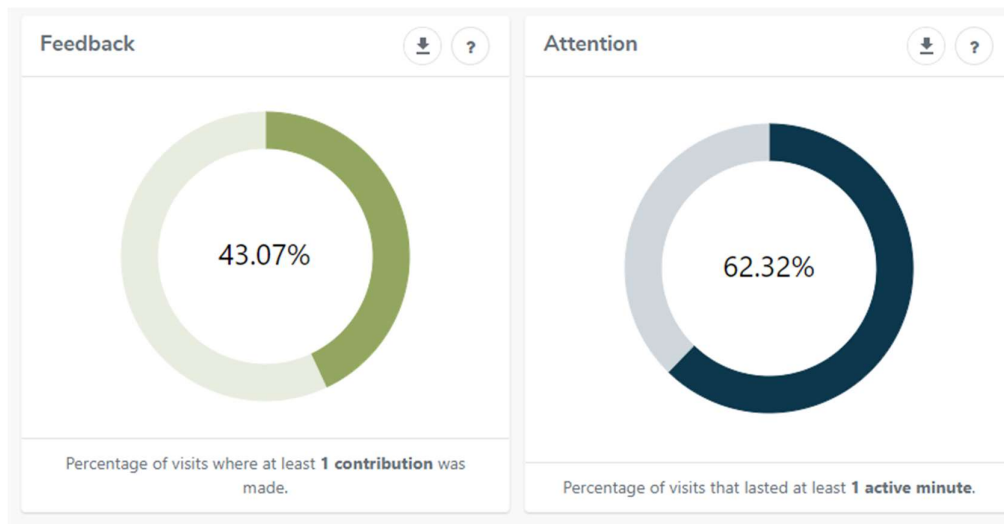 Feedback
?
43.07%
Percentage of visits where at least 1 contribution was
made.
Attention
?
62.32%
Percentage of visits that lasted at least 1 active minute.